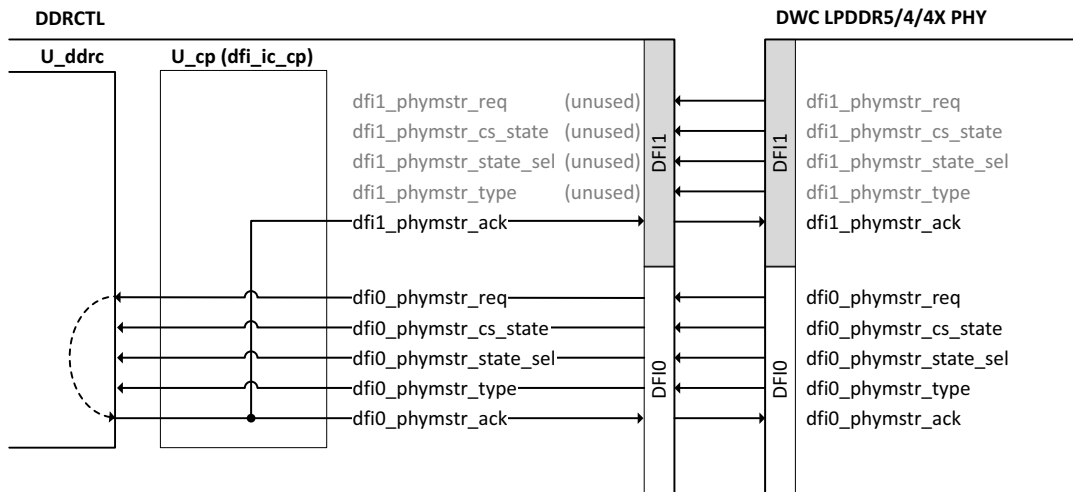 DDRCTL
DWC LPDDR5/4/4X PHY
U_ddrc
U_cp (dfi_ic_cp)
dfi1_phymstr_req (unused)
dfi1_phymstr_cs_state (unused)
dfi1_phymstr_state_sel (unused)
dfi1_phymstr_type (unused)
dfi1_phymstr_ack
DFI1
DFI1
dfi1_phymstr_req
dfi1_phymstr_cs_state
dfi1_phymstr_state_sel
dfi1_phymstr_type
dfi1_phymstr_ack
dfi0_phymstr_req
dfi0_phymstr_cs_state
dfi0_phymstr_state_sel
dfi0_phymstr_type
dfi0_phymstr_ack
DFI0
DFI0
dfi0_phymstr_req
dfi0_phymstr_cs_state
dfi0_phymstr_state_sel
dfi0_phymstr_type
dfi0_phymstr_ack